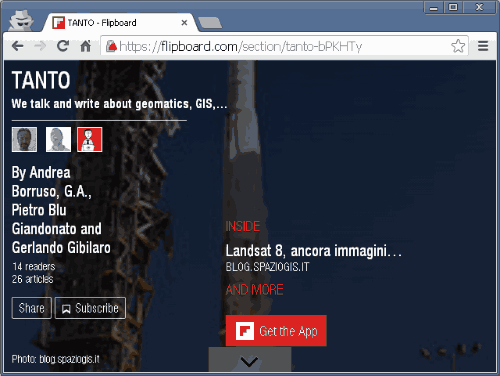 TANTO - Flipboard
https://flipboard.com/section/tanto-bPKHTy
TANTO
We talk and write about geomatics, GIS,...
By Andrea
Borruso, G.A.,
Pietro Blu
Giandonato and
Gerlando Gibilaro
14 readers
26 articles
Share
Subscribe
Photo: blog.spaziogis.it
INSIDE
Landsat 8, ancora immagini...
BLOG.SPAZIOGIS.IT
AND MORE
Get the App